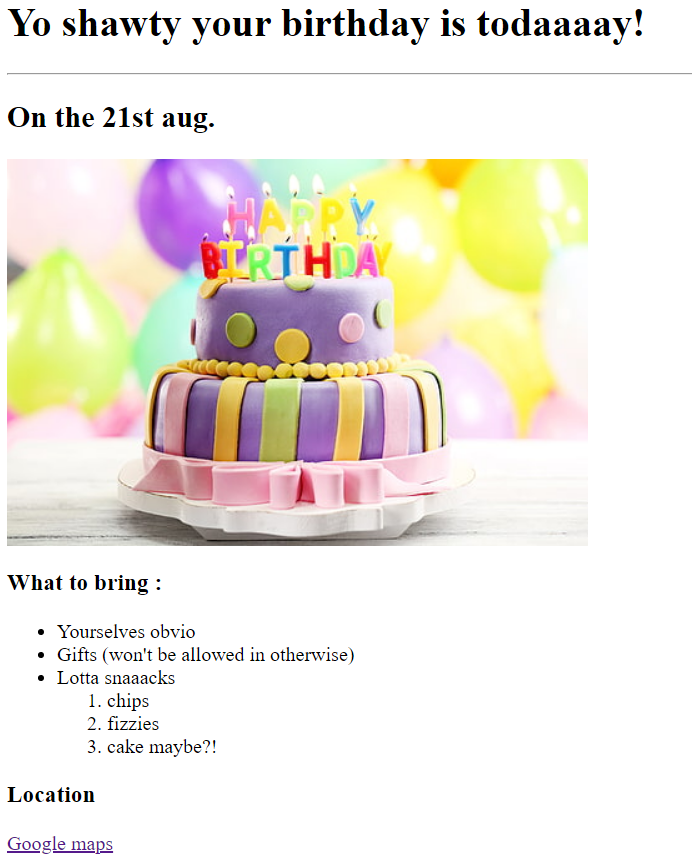 Yo shawty your birthday is todaaaay!
On the 21st aug.
HAPPY
BIRTHDAY
What to bring :
Yourselves obvio
Gifts (won't be allowed in otherwise)
Lotta snaaacks
1. chips
2. fizzies
3. cake maybe?!
Location
Google maps